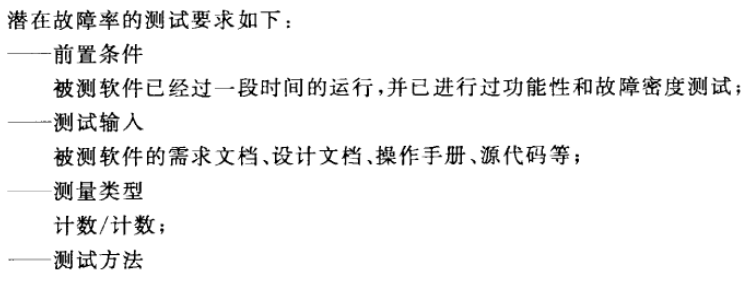 潜在故障率的测试要求如下：
——前置条件
被测软件已经过一段时间的运行，并已进行过功能性和故障密度测试；
——测试输入
被测软件的需求文档、设计文档、操作手册、源代码等；
——测量类型
计数/计数；
——测试方法